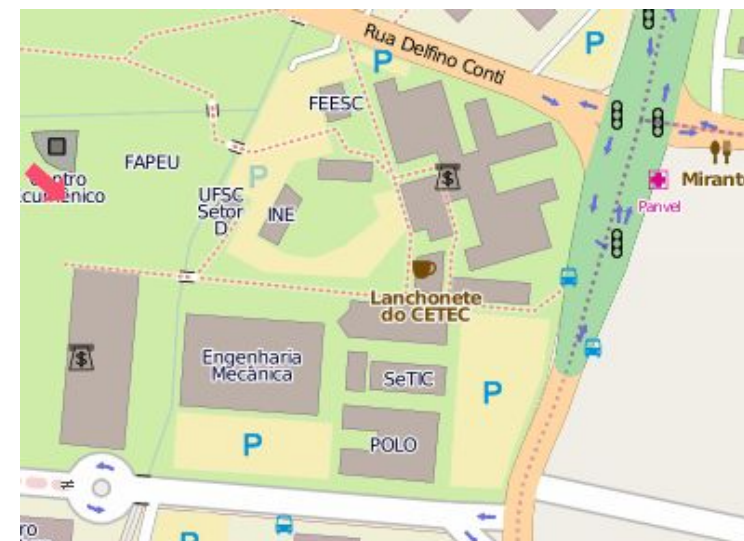 Rua Delfino Conti
P
P
FEESC
FAPEU
P
UFSC
Setor
D
INE
$
Mirant
Panvel
Lanchonete
do CETEC
$
Engenharia
Mecânica
SeTIC
P
P
POLO
P